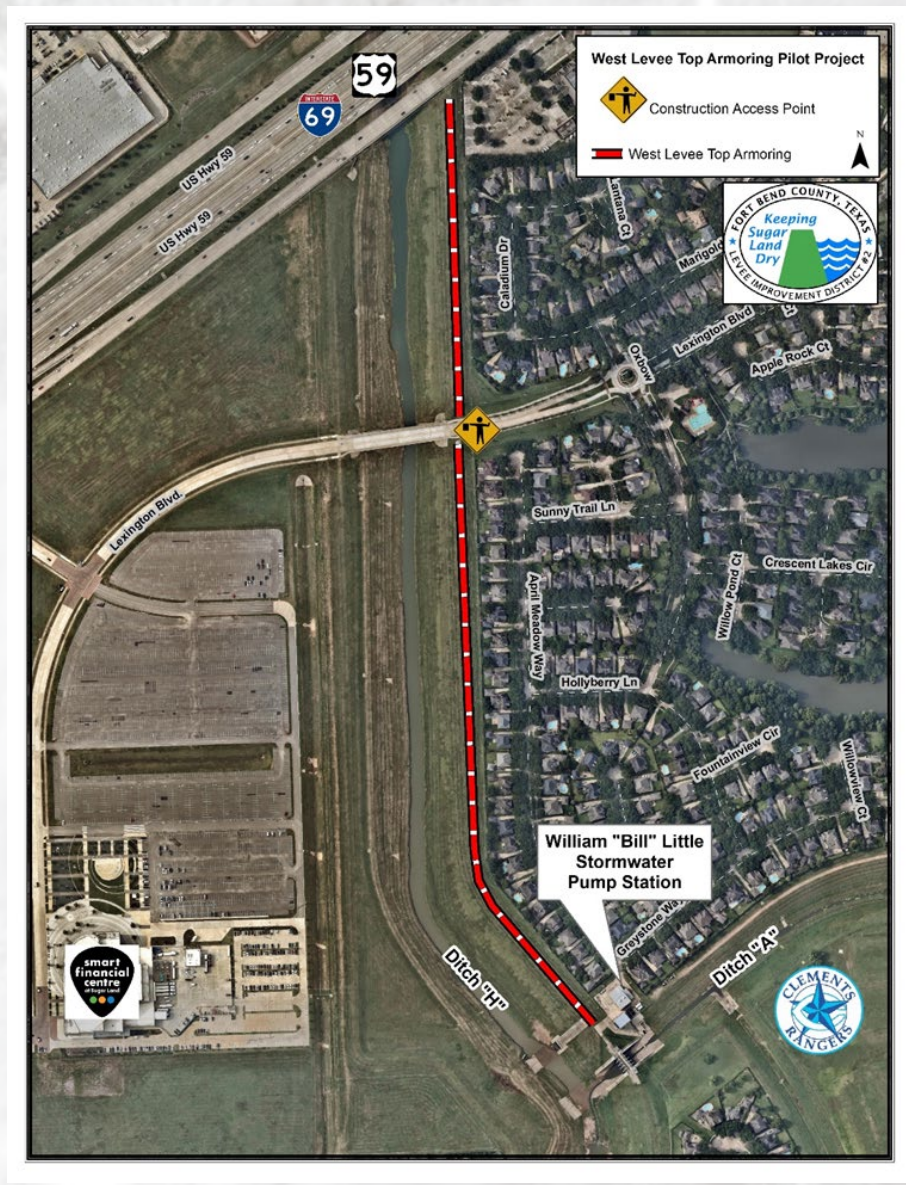 West Levee Top Armoring Pilot Project
Construction Access Point
West Levee Top Armoring
N
59
INTERSTATE
69
US Hwy 59
US Hwy 59
FORT BEND COUNTY, TEXAS
Keeping
Sugar
Land
Dry
LEVEE IMPROVEMENT DISTRICT #2
Lantana Ct
Caladium Dr
Marigold
Lexington Blvd
Ct
Oxbow
Apple Rock Ct
Lexington Blvd.
Sunny Trail Ln
Crescent Lakes Cir
Willow Pond Ct
April Meadow Way
Hollyberry Ln
Fountainview Cir
Willowview Ct
William "Bill" Little
Stormwater
Pump Station
Greystone Way
Ditch "H"
Ditch "A"
smart
financial
centre
at Sugar Land
CLEMENTS
RANGERS